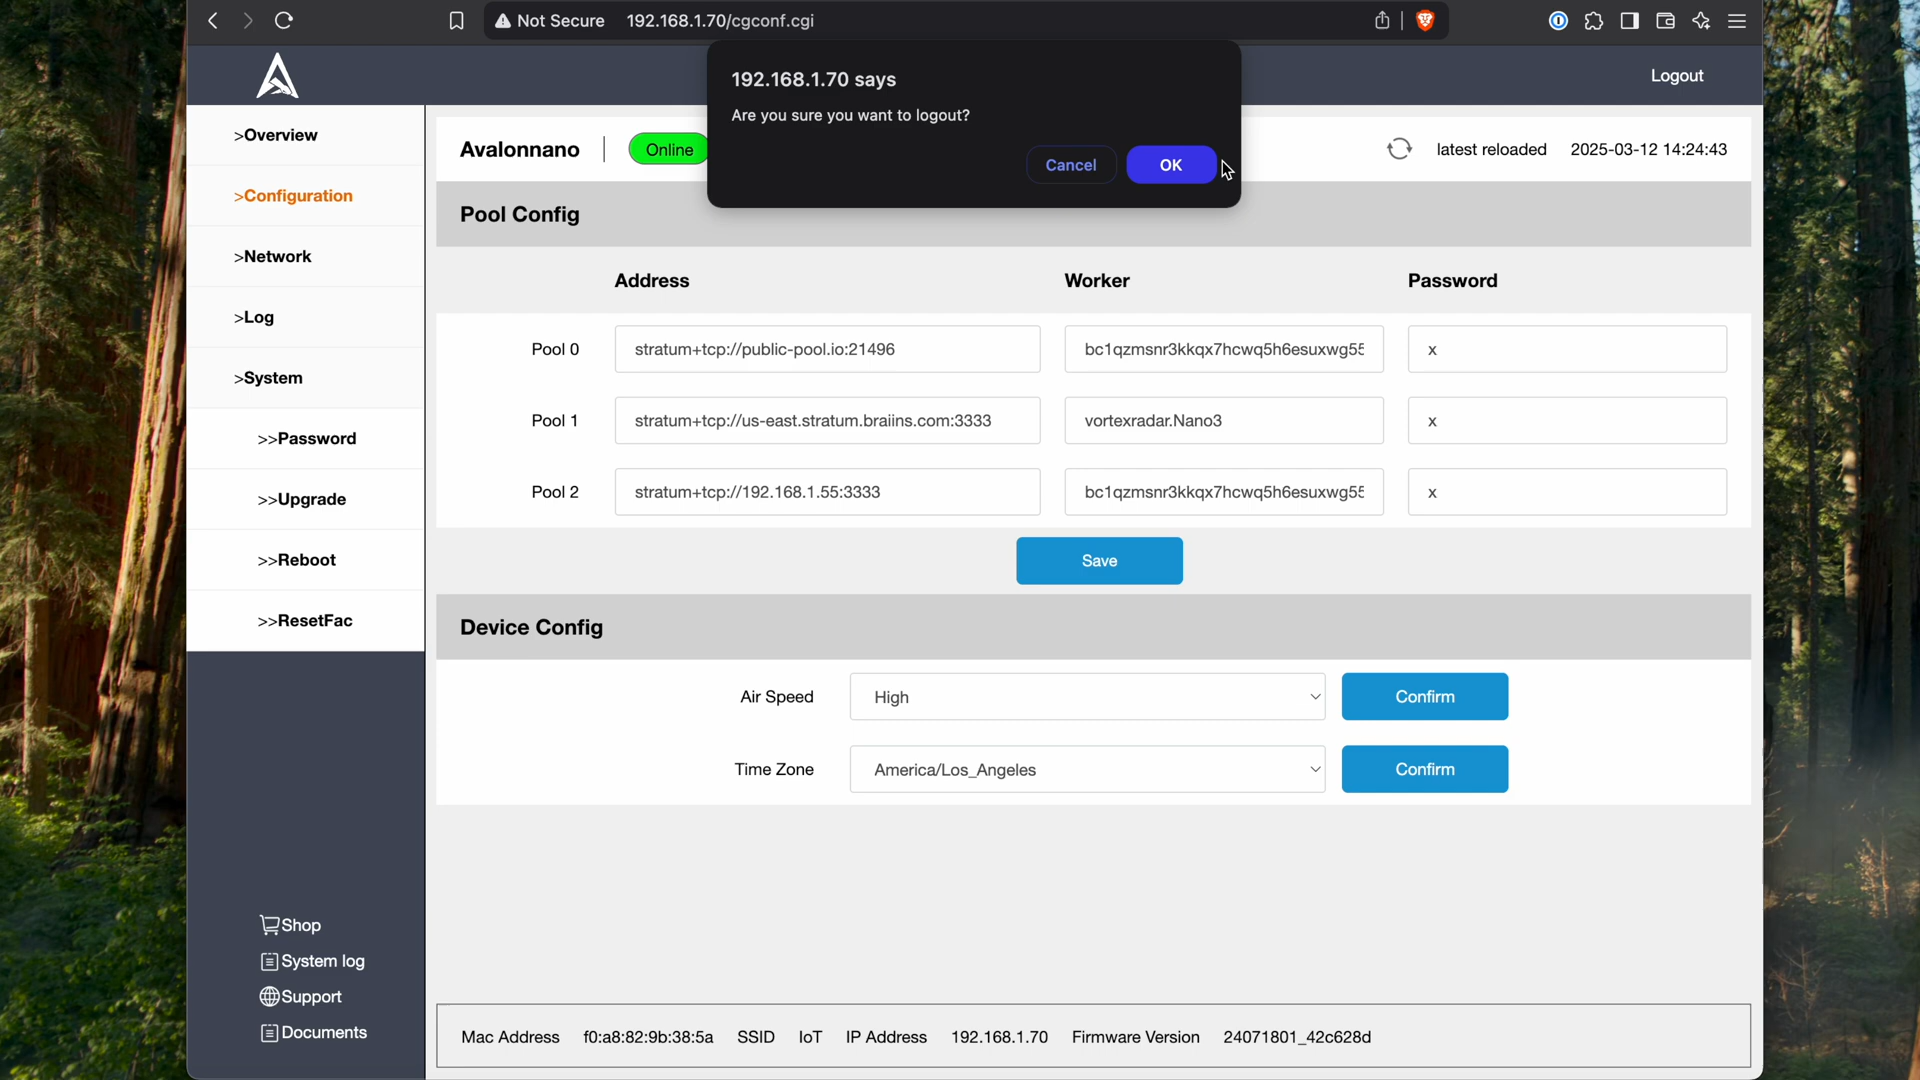 Not Secure 192.168.1.70/cgconf.cgi
192.168.1.70 says
Are you sure you want to logout?
Cancel OK
Logout
>Overview
>Configuration
>Network
>Log
>System
>>Password
>>Upgrade
>>Reboot
>>ResetFac
Shop
System log
Support
Documents
Avalonnano Online latest reloaded 2025-03-12 14:24:43
Pool Config
Address Worker Password
Pool 0 stratum+tcp://public-pool.io:21496 bc1qzmsnr3kkqx7hcwq5h6esuxwg55 x
Pool 1 stratum+tcp://us-east.stratum.braiins.com:3333 vortexradar.Nano3 x
Pool 2 stratum+tcp://192.168.1.55:3333 bc1qzmsnr3kkqx7hcwq5h6esuxwg55 x
Save
Device Config
Air Speed High Confirm
Time Zone America/Los_Angeles Confirm
Mac Address f0:a8:82:9b:38:5a SSID IoT IP Address 192.168.1.70 Firmware Version 24071801_42c628d